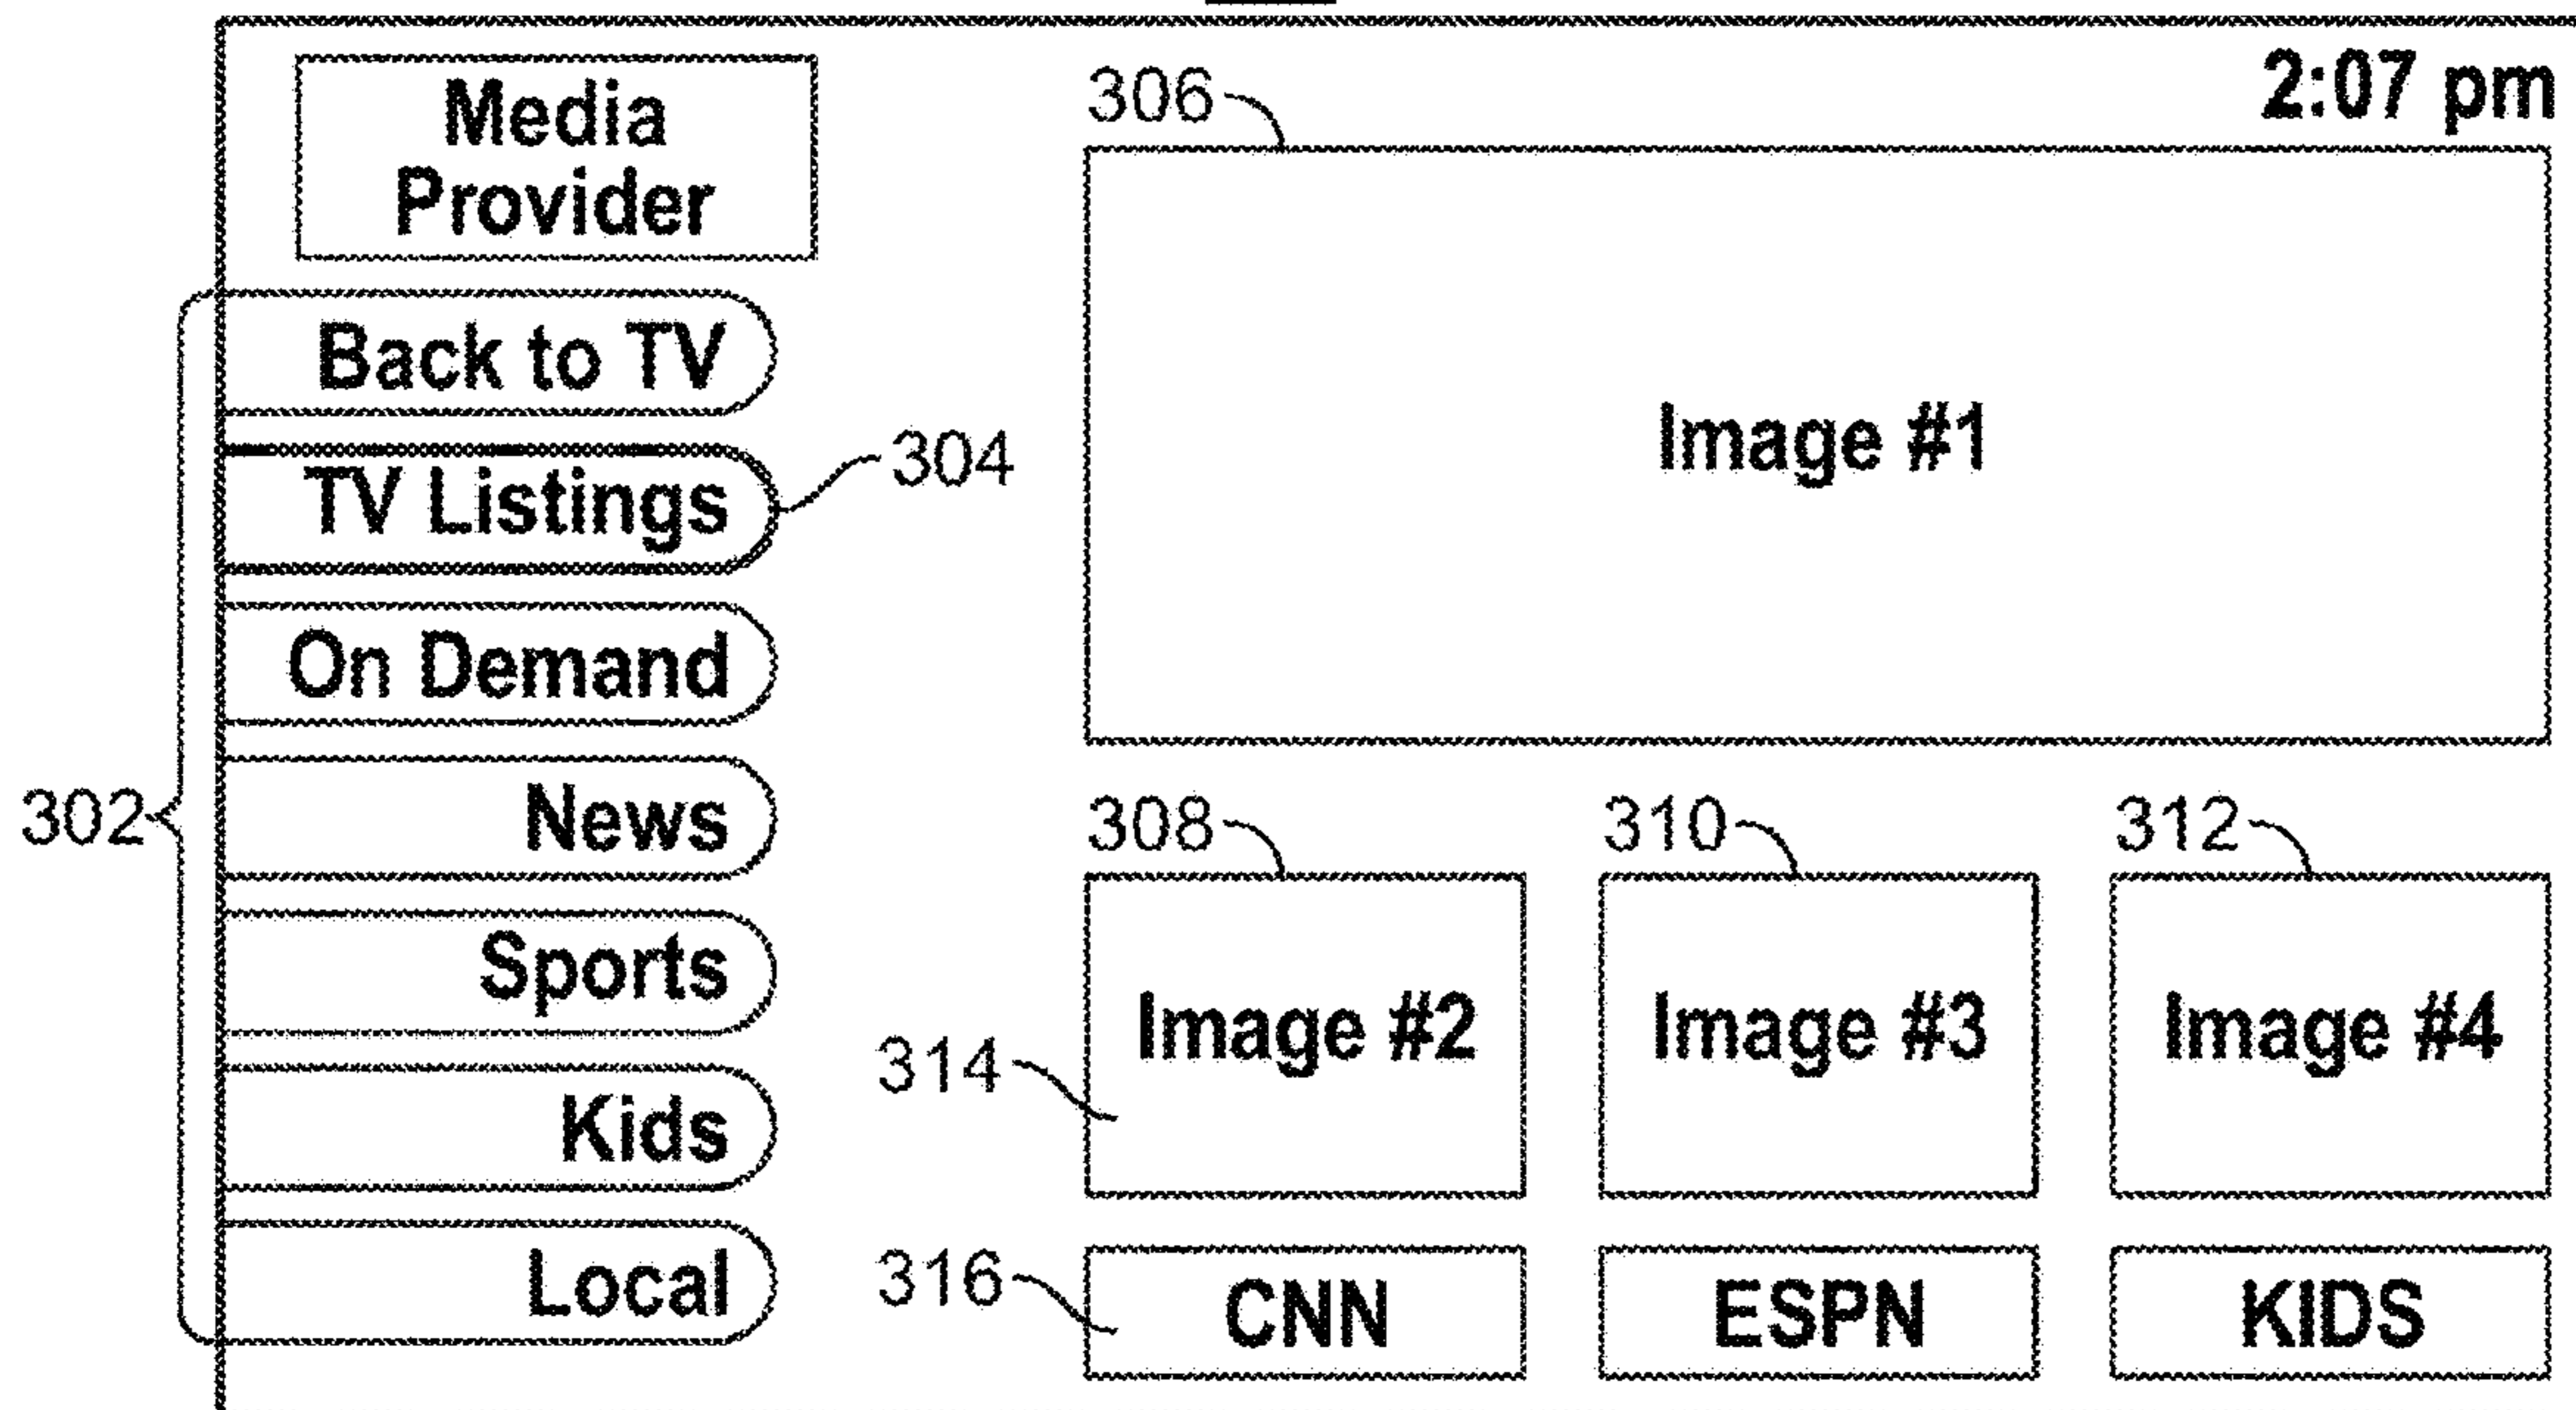 2:07 pm
Media
Provider
306
Back to TV
Image #1
304
TV Listings
On Demand
302
News
308
310
312
Sports
Image #2
Image #3
Image #4
314
Kids
Local
316
CNN
ESPN
KIDS